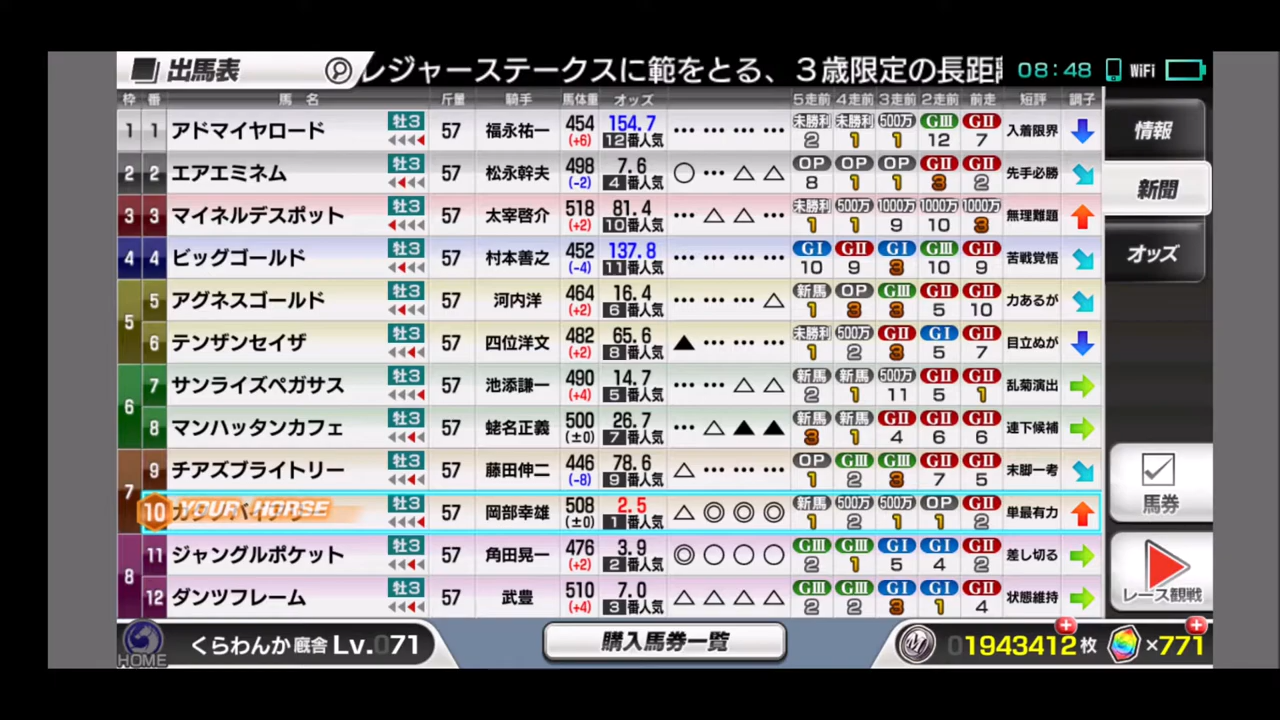 出馬表 レジャーステークスに範をとる、３歳限定の長距 08:48 WiFi
枠 番 馬 名 斤量 騎手 馬体重 オッズ 5走前 4走前 3走前 2走前 前走 短評 調子
1 1 アドマイヤロード 牡3 57 福永祐一 454 (+6) 154.7 12番人気 … … … … 未勝利 2 未勝利 1 500万 1 GIII 12 GII 7 入着限界
2 2 エアエミネム 牡3 57 松永幹夫 498 (-2) 7.6 4番人気 ○ … △ △ OP 8 OP 1 OP 1 GII 3 GII 2 先手必勝
3 3 マイネルデスポット 牡3 57 太宰啓介 518 (+2) 81.4 10番人気 … △ △ … 未勝利 1 500万 1 1000万 9 1000万 10 1000万 3 無理難題
4 4 ビッグゴールド 牡3 57 村本善之 452 (-4) 137.8 11番人気 … … … … GI 10 GII 9 GI 3 GIII 10 GII 9 苦戦覚悟
5 5 アグネスゴールド 牡3 57 河内洋 464 (+2) 16.4 6番人気 … … … △ 新馬 1 OP 3 GIII 3 GII 5 GII 10 力あるが
6 テンザンセイザ 牡3 57 四位洋文 482 (+2) 65.6 8番人気 ▲ … … … 未勝利 1 500万 2 GII 3 GI 5 GII 7 目立ぬが
6 7 サンライズペガサス 牡3 57 池添謙一 490 (+4) 14.7 5番人気 … … △ △ 新馬 2 新馬 1 500万 11 GII 5 GII 1 乱菊演出
8 マンハッタンカフェ 牡3 57 蛯名正義 500 (±0) 26.7 7番人気 … △ ▲ ▲ 新馬 3 新馬 1 GII 4 GII 6 GII 6 連下候補
7 9 チアズブライトリー 牡3 57 藤田伸二 446 (-8) 78.6 9番人気 △ … … … OP 1 GIII 2 GIII 3 GII 7 GII 5 末脚一考
10 YOUR HORSE 牡3 57 岡部幸雄 508 (±0) 2.5 1番人気 △ ◎ ◎ ◎ 新馬 1 500万 2 500万 1 OP 1 GII 2 単最有力
8 11 ジャングルポケット 牡3 57 角田晃一 476 (+2) 3.9 2番人気 ◎ ○ ○ ○ GIII 2 GIII 1 GI 5 GI 4 GII 2 差し切る
12 ダンツフレーム 牡3 57 武豊 510 (+4) 7.0 3番人気 △ △ △ △ GIII 2 GIII 2 GI 3 GI 1 GII 4 状態維持
情報
新聞
オッズ
馬券
レース観戦
HOME くらわんか 厩舎 Lv.071 購入馬券一覧 01943412枚 ×771